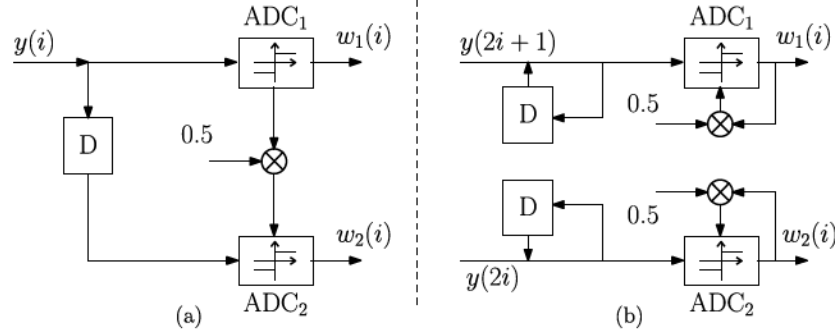 ADC₁
y(i)
w₁(i)
D
0.5
w₂(i)
ADC₂
(a)
ADC₁
y(2i + 1)
w₁(i)
D
0.5
D
0.5
w₂(i)
y(2i)
ADC₂
(b)